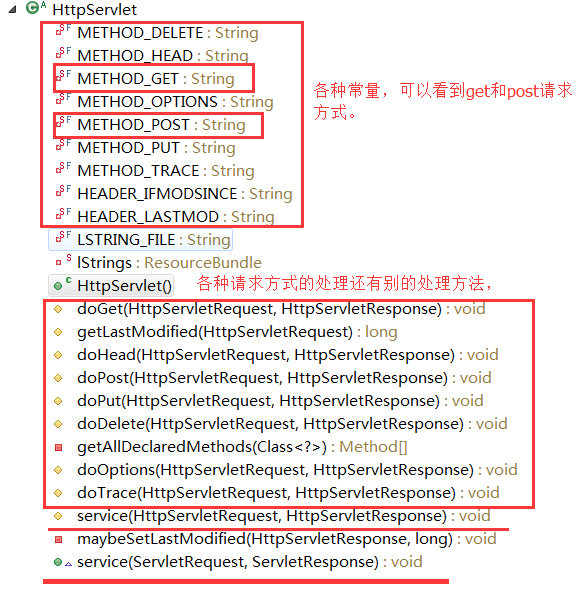 HttpServlet
METHOD_DELETE : String
METHOD_HEAD : String
METHOD_GET : String
METHOD_OPTIONS : String
METHOD_POST : String
METHOD_PUT : String
METHOD_TRACE : String
HEADER_IFMODSINCE : String
HEADER_LASTMOD : String
各种常量，可以看到get和post请求
方式。
LSTRING_FILE : String
lStrings : ResourceBundle
HttpServlet()
各种请求方式的处理还有别的处理方法，
doGet(HttpServletRequest, HttpServletResponse) : void
getLastModified(HttpServletRequest) : long
doHead(HttpServletRequest, HttpServletResponse) : void
doPost(HttpServletRequest, HttpServletResponse) : void
doPut(HttpServletRequest, HttpServletResponse) : void
doDelete(HttpServletRequest, HttpServletResponse) : void
getAllDeclaredMethods(Class<?>) : Method[]
doOptions(HttpServletRequest, HttpServletResponse) : void
doTrace(HttpServletRequest, HttpServletResponse) : void
service(HttpServletRequest, HttpServletResponse) : void
maybeSetLastModified(HttpServletResponse, long) : void
service(ServletRequest, ServletResponse) : void